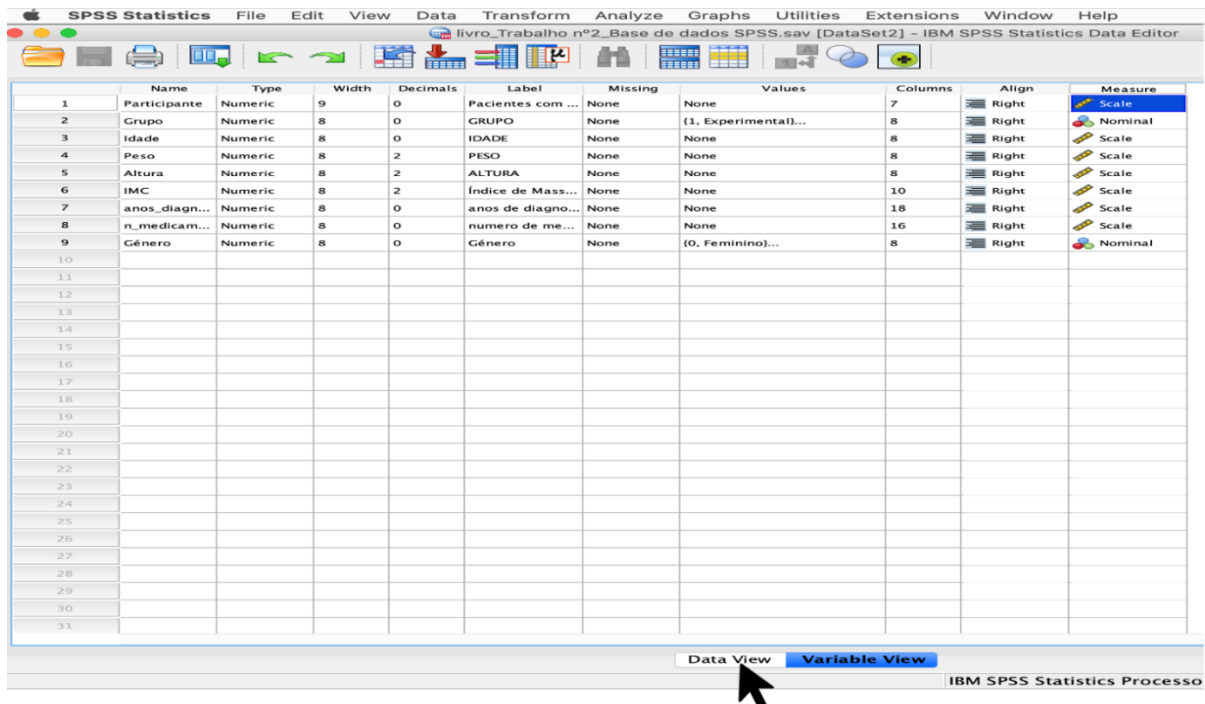 SPSS Statistics File Edit View Data Transform Analyze Graphs Utilities Extensions Window Help
livro_Trabalho nº2_Base de dados SPSS.sav [DataSet2] - IBM SPSS Statistics Data Editor
Name Type Width Decimals Label Missing Values Columns Align Measure
1 Participante Numeric 9 0 Pacientes com ... None None 7 Right Scale
2 Grupo Numeric 8 0 GRUPO None {1, Experimental}... 8 Right Nominal
3 Idade Numeric 8 0 IDADE None None 8 Right Scale
4 Peso Numeric 8 2 PESO None None 8 Right Scale
5 Altura Numeric 8 2 ALTURA None None 8 Right Scale
6 IMC Numeric 8 2 Índice de Mass... None None 10 Right Scale
7 anos_diagn... Numeric 8 0 anos de diagno... None None 18 Right Scale
8 n_medicam... Numeric 8 0 numero de me... None None 16 Right Scale
9 Género Numeric 8 0 Género None {0, Feminino}... 8 Right Nominal
10
11
12
13
14
15
16
17
18
19
20
21
22
23
24
25
26
27
28
29
30
31
Data View Variable View
IBM SPSS Statistics Processo